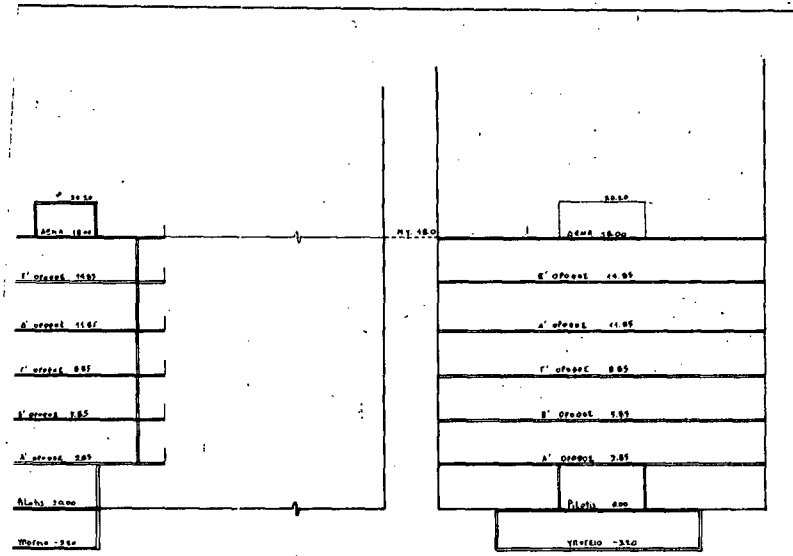 20.20
ΔΩΜΑ 18.00
Ε' ΟΡΟΦΟΣ 14.85
Δ' ΟΡΟΦΟΣ 11.85
Γ' ΟΡΟΦΟΣ 8.85
Β' ΟΡΟΦΟΣ 5.85
Α' ΟΡΟΦΟΣ 2.85
Pilotis ±0.00
ΥΠΟΓΕΙΟ -3.20
Μ.Υ. 18.0
20.20
ΔΩΜΑ 18.00
Ε' ΟΡΟΦΟΣ 14.85
Δ' ΟΡΟΦΟΣ 11.85
Γ' ΟΡΟΦΟΣ 8.85
Β' ΟΡΟΦΟΣ 5.85
Α' ΟΡΟΦΟΣ 2.85
Pilotis 0.00
ΥΠΟΓΕΙΟ -3.20